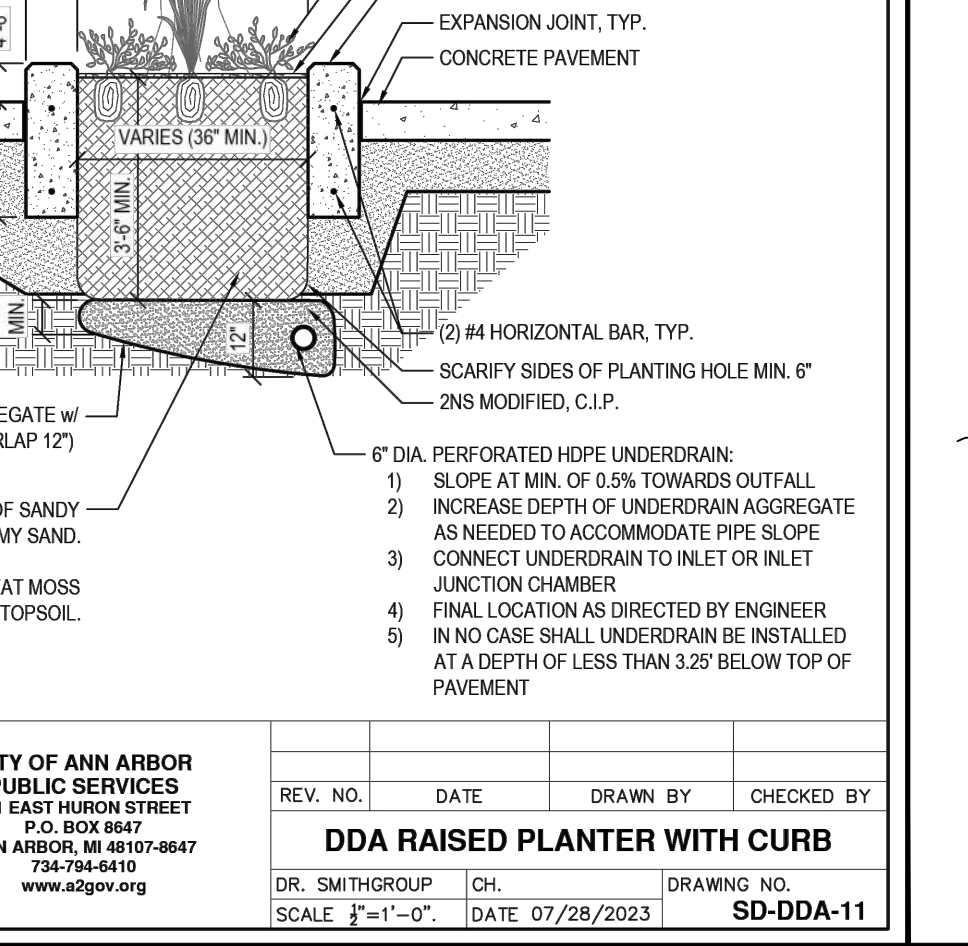 EXPANSION JOINT, TYP.
CONCRETE PAVEMENT
VARIES (36" MIN.)
3'-6" MIN.
MIN.
12"
(2) #4 HORIZONTAL BAR, TYP.
SCARIFY SIDES OF PLANTING HOLE MIN. 6"
2NS MODIFIED, C.I.P.
EGATE w/
RLAP 12")
OF SANDY
MY SAND.
AT MOSS
TOPSOIL.
6" DIA. PERFORATED HDPE UNDERDRAIN:
1) SLOPE AT MIN. OF 0.5% TOWARDS OUTFALL
2) INCREASE DEPTH OF UNDERDRAIN AGGREGATE
AS NEEDED TO ACCOMMODATE PIPE SLOPE
3) CONNECT UNDERDRAIN TO INLET OR INLET
JUNCTION CHAMBER
4) FINAL LOCATION AS DIRECTED BY ENGINEER
5) IN NO CASE SHALL UNDERDRAIN BE INSTALLED
AT A DEPTH OF LESS THAN 3.25' BELOW TOP OF
PAVEMENT
TY OF ANN ARBOR
PUBLIC SERVICES
1 EAST HURON STREET
P.O. BOX 8647
N ARBOR, MI 48107-8647
734-794-6410
www.a2gov.org
REV. NO. DATE DRAWN BY CHECKED BY
DDA RAISED PLANTER WITH CURB
DR. SMITHGROUP CH. DRAWING NO.
SCALE ½"=1'-0". DATE 07/28/2023 SD-DDA-11